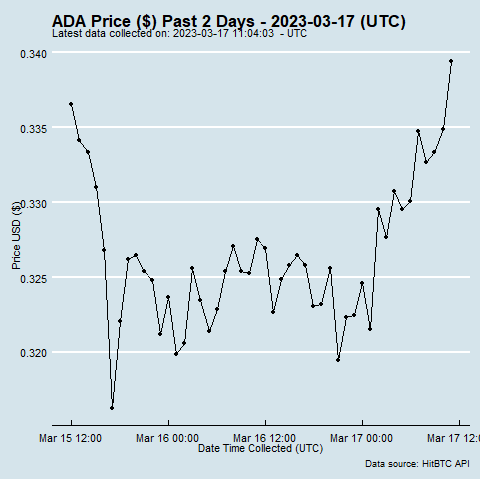 ADA Price ($) Past 2 Days - 2023-03-17 (UTC)
Latest data collected on: 2023-03-17 11:04:03  - UTC
0.340
0.335
0.330
0.325
0.320
Price USD ($)
Mar 15 12:00 Mar 16 00:00 Mar 16 12:00 Mar 17 00:00 Mar 17 12:0
Date Time Collected (UTC)
Data source: HitBTC API